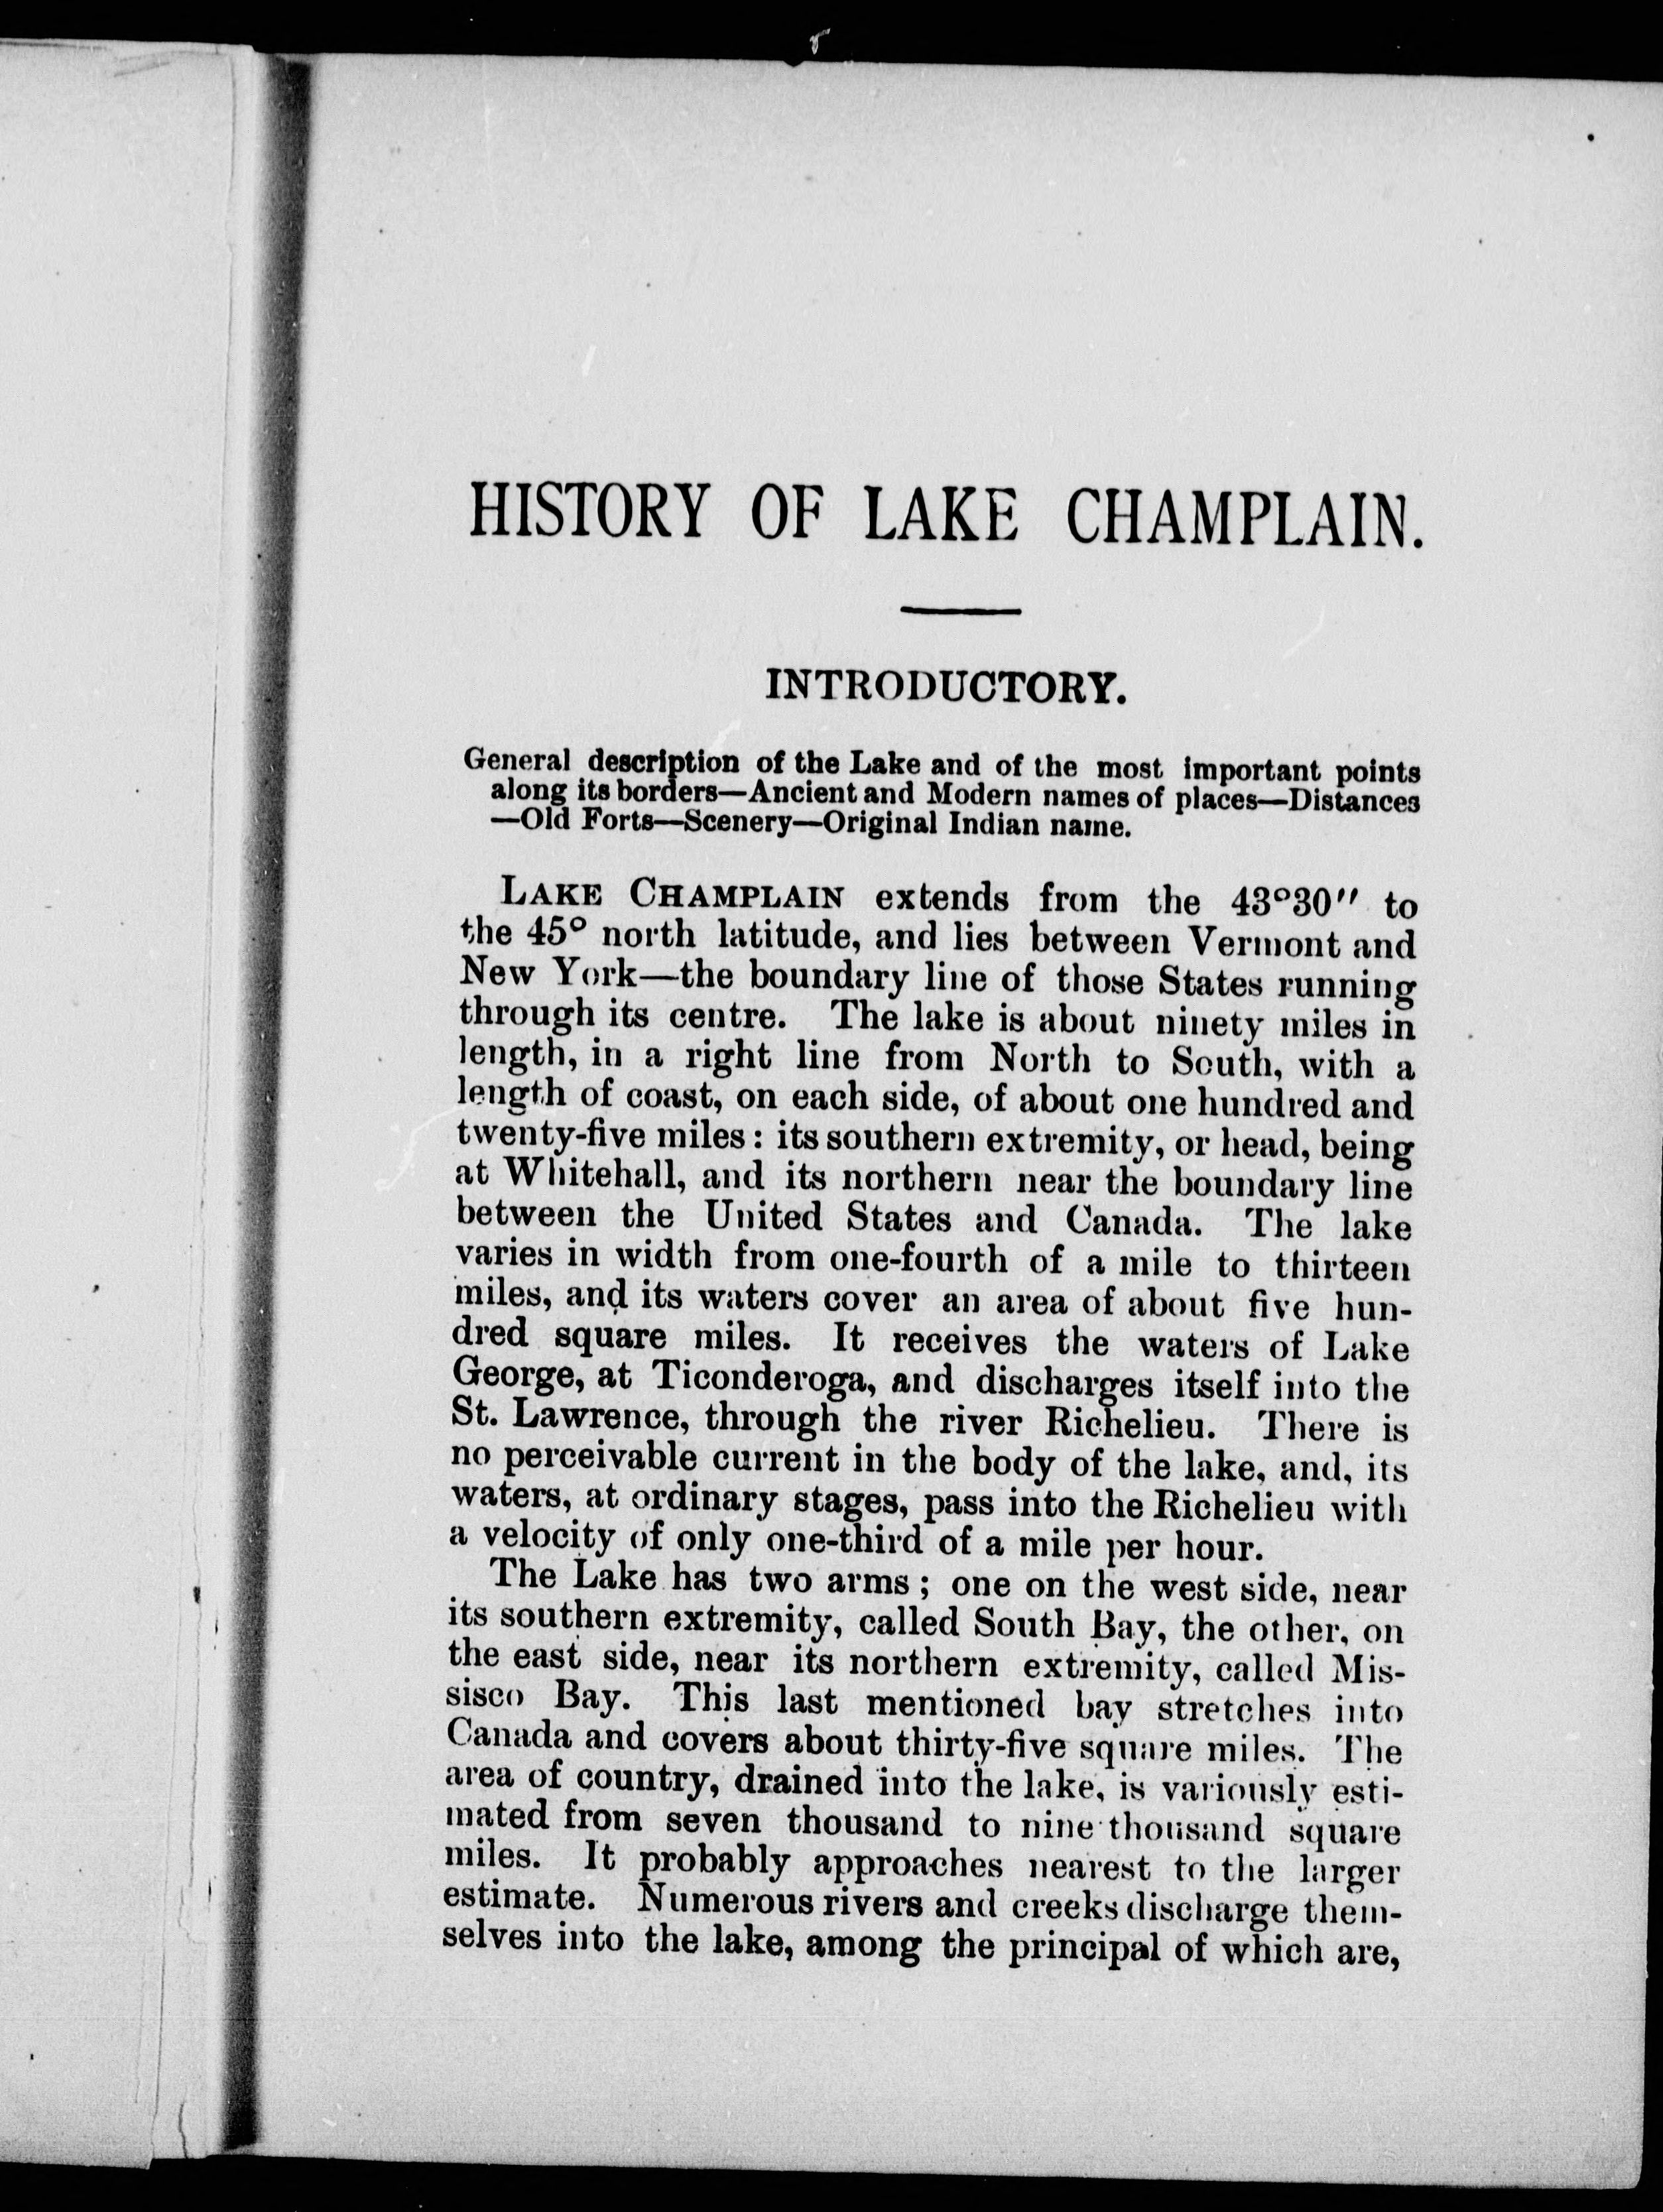 HISTORY OF LAKE CHAMPLAIN.
INTRODUCTORY.
General description of the Lake and of the most important points
along its borders—Ancient and Modern names of places—Distances
—Old Forts—Scenery—Original Indian name.
LAKE CHAMPLAIN extends from the 43°30″ to
the 45° north latitude, and lies between Vermont and
New York—the boundary line of those States running
through its centre. The lake is about ninety miles in
length, in a right line from North to South, with a
length of coast, on each side, of about one hundred and
twenty-five miles: its southern extremity, or head, being
at Whitehall, and its northern near the boundary line
between the United States and Canada. The lake
varies in width from one-fourth of a mile to thirteen
miles, and its waters cover an area of about five hun-
dred square miles. It receives the waters of Lake
George, at Ticonderoga, and discharges itself into the
St. Lawrence, through the river Richelieu. There is
no perceivable current in the body of the lake, and, its
waters, at ordinary stages, pass into the Richelieu with
a velocity of only one-third of a mile per hour.
The Lake has two arms; one on the west side, near
its southern extremity, called South Bay, the other, on
the east side, near its northern extremity, called Mis-
sisco Bay. This last mentioned bay stretches into
Canada and covers about thirty-five square miles. The
area of country, drained into the lake, is variously esti-
mated from seven thousand to nine thousand square
miles. It probably approaches nearest to the larger
estimate. Numerous rivers and creeks discharge them-
selves into the lake, among the principal of which are,